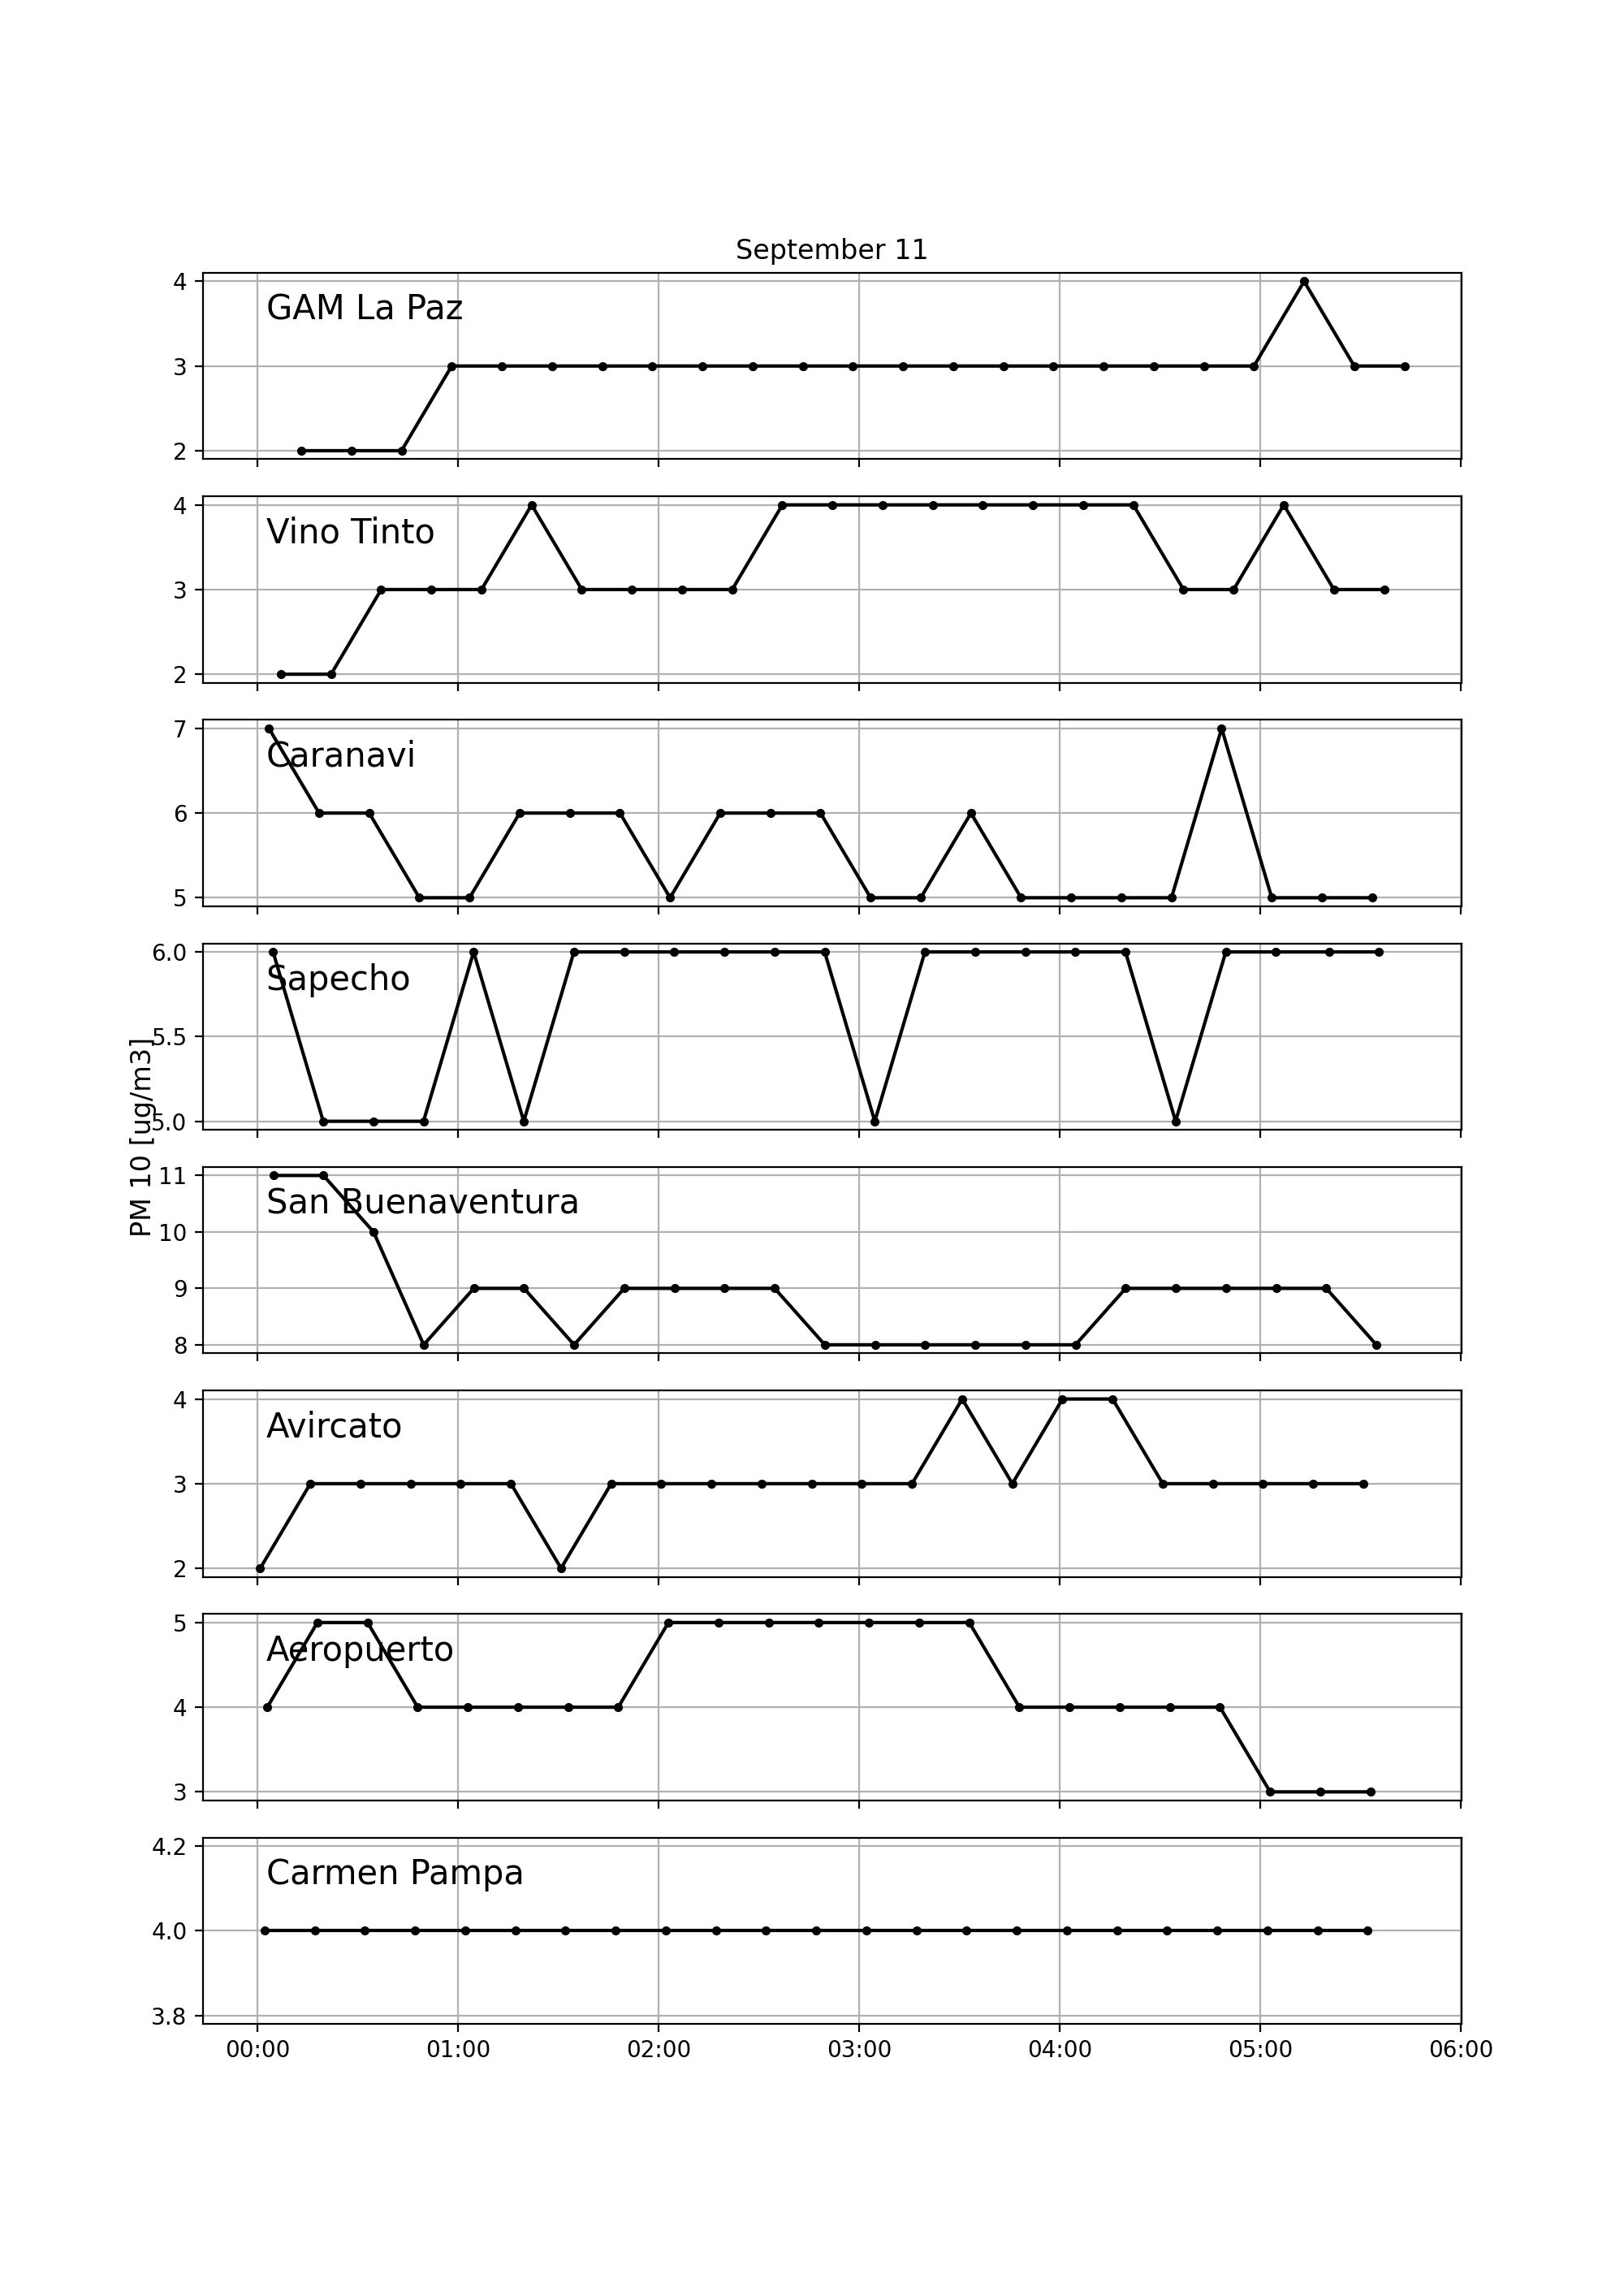 September 11
4
GAM La Paz
3
2
4
Vino Tinto
3
2
7
Caranavi
6
5
6.0
Sapecho
5.5
5.0
PM 10 [ug/m3]
11
San Buenaventura
10
9
8
4
Avircato
3
2
5
Aeropuerto
4
3
4.2
Carmen Pampa
4.0
3.8
00:00 01:00 02:00 03:00 04:00 05:00 06:00